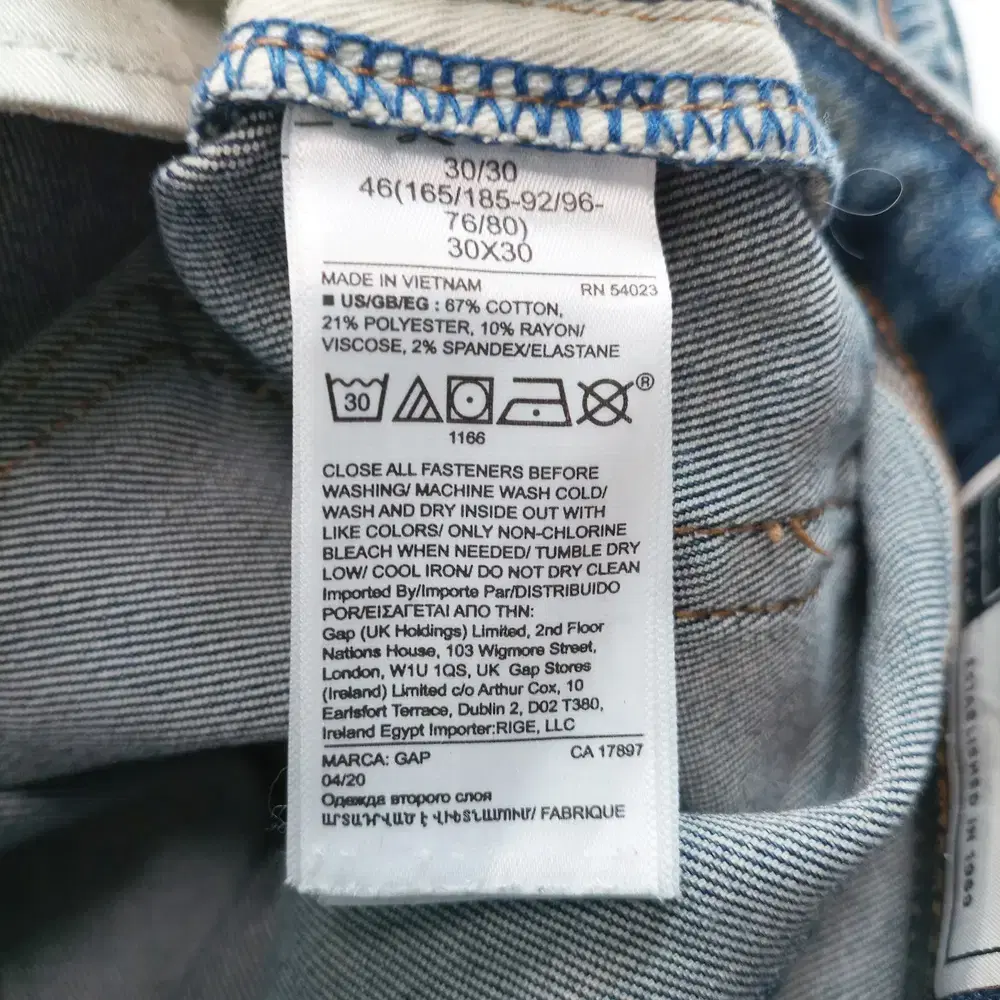 30/30
46(165/185-92/96-
76/80)
30X30
MADE IN VIETNAM RN 54023
■ US/GB/EG : 67% COTTON,
21% POLYESTER, 10% RAYON/
VISCOSE, 2% SPANDEX/ELASTANE
30
®
1166
CLOSE ALL FASTENERS BEFORE
WASHING/ MACHINE WASH COLD/
WASH AND DRY INSIDE OUT WITH
LIKE COLORS/ ONLY NON-CHLORINE
BLEACH WHEN NEEDED/ TUMBLE DRY
LOW/ COOL IRON/ DO NOT DRY CLEAN
Imported By/Importe Par/DISTRIBUIDO
POR/ΕΙΣΑΓΕΤΑΙ ΑΠΟ ΤΗΝ:
Gap (UK Holdings) Limited, 2nd Floor
Nations House, 103 Wigmore Street,
London, W1U 1QS, UK Gap Stores
(Ireland) Limited c/o Arthur Cox, 10
Earlsfort Terrace, Dublin 2, D02 T380,
Ireland Egypt Importer:RIGE, LLC
MARCA: GAP CA 17897
04/20
Одежда второго слоя
ԱՐՏԱԴՐՎԱԾ Է ՎԻԵՏՆԱՄՈՒՄ/ FABRIQUE
ESTABLISHED IN 1969